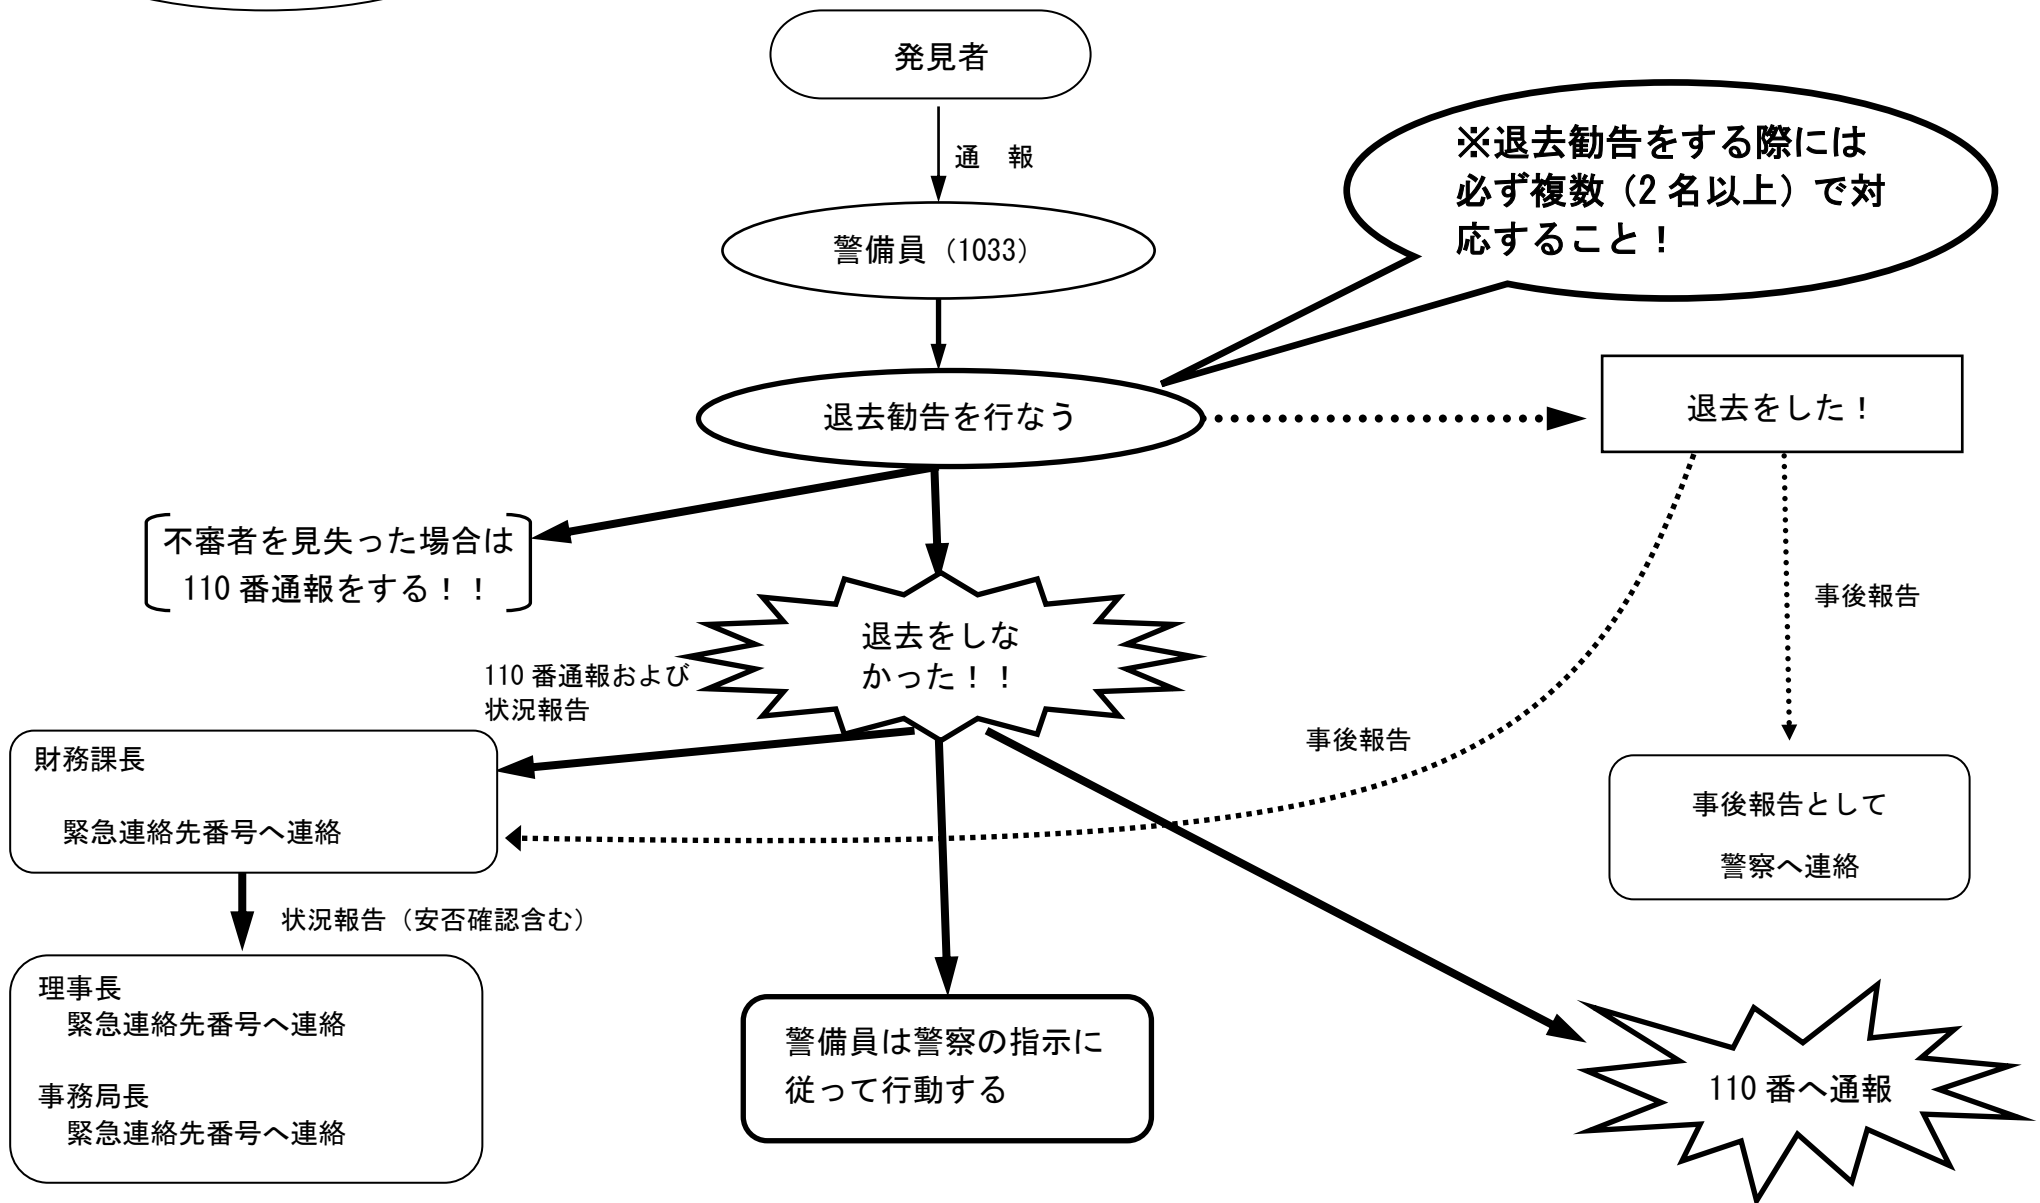 発見者
通　報
※退去勧告をする際には
必ず複数（2名以上）で対
応すること！
警備員（1033）
退去勧告を行なう
退去をした！
不審者を見失った場合は
110番通報をする！！
事後報告
退去をしな
かった！！
110番通報および
状況報告
事後報告
財務課長
緊急連絡先番号へ連絡
事後報告として
警察へ連絡
状況報告（安否確認含む）
理事長
緊急連絡先番号へ連絡
事務局長
緊急連絡先番号へ連絡
警備員は警察の指示に
従って行動する
110番へ通報